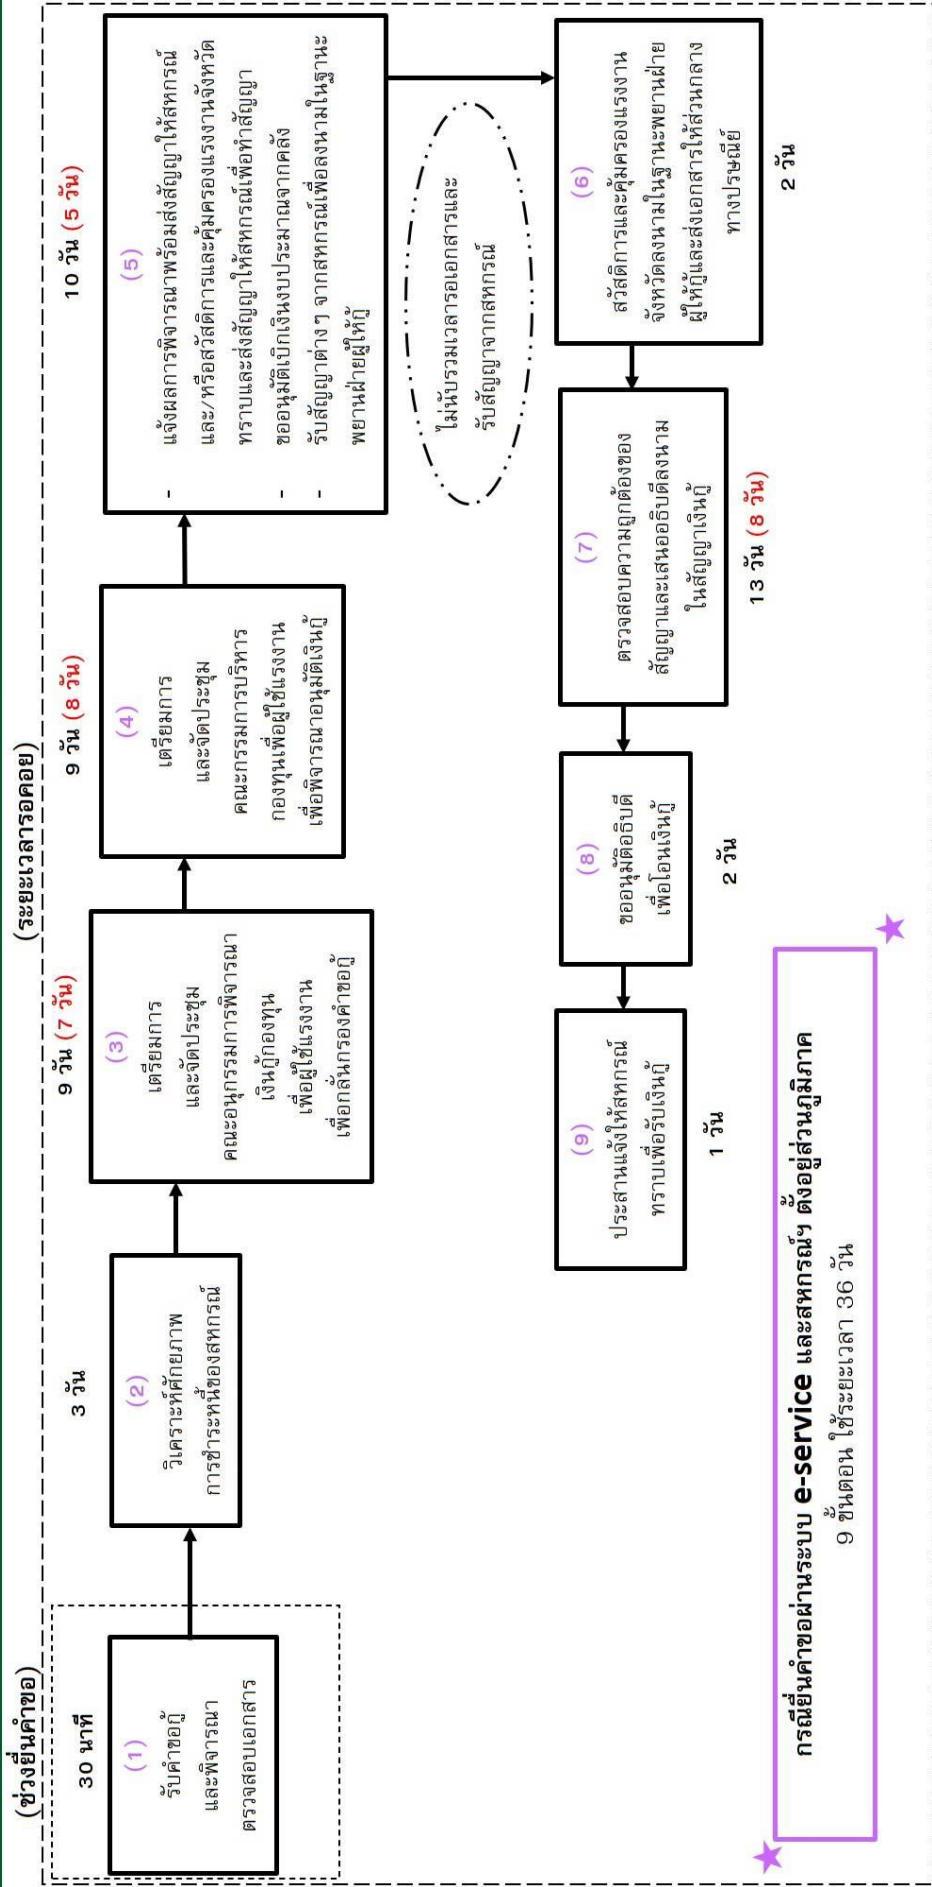 (ช่วงยื่นคำขอ)
(ระยะเวลารอคอย)
30 นาที
(1)
รับคำขอกู้
และพิจารณา
ตรวจสอบเอกสาร
3 วัน
(2)
วิเคราะห์ศักยภาพ
การชำระหนี้ของสหกรณ์
9 วัน (7 วัน)
(3)
เตรียมการ
และจัดประชุม
คณะอนุกรรมการพิจารณา
เงินกู้กองทุน
เพื่อผู้ใช้แรงงาน
เพื่อกลั่นกรองคำขอกู้
9 วัน (8 วัน)
(4)
เตรียมการ
และจัดประชุม
คณะกรรมการบริหาร
กองทุนเพื่อผู้ใช้แรงงาน
เพื่อพิจารณาอนุมัติเงินกู้
10 วัน (5 วัน)
(5)
- แจ้งผลการพิจารณาพร้อมส่งสัญญาให้สหกรณ์
และ/หรือสวัสดิการและคุ้มครองแรงงานจังหวัด
ทราบและส่งสัญญาให้สหกรณ์เพื่อทำสัญญา
- ขออนุมัติเบิกเงินงบประมาณจากคลัง
- รับสัญญาต่างๆ จากสหกรณ์เพื่อลงนามในฐานะ
พยานฝ่ายผู้ให้กู้
ไม่นับรวมเวลารอเอกสารและ
รับสัญญาจากสหกรณ์
(6)
สวัสดิการและคุ้มครองแรงงาน
จังหวัดลงนามในฐานะพยานฝ่าย
ผู้ให้กู้และส่งเอกสารให้ส่วนกลาง
ทางไปรษณีย์
2 วัน
(7)
ตรวจสอบความถูกต้องของ
สัญญาและเสนออธิบดีลงนาม
ในสัญญาเงินกู้
13 วัน (8 วัน)
(8)
ขออนุมัติอธิบดี
เพื่อโอนเงินกู้
2 วัน
(9)
ประสานแจ้งให้สหกรณ์
ทราบเพื่อรับเงินกู้
1 วัน
กรณียื่นคำขอผ่านระบบ e-service และสหกรณ์ฯ ตั้งอยู่ส่วนภูมิภาค
9 ขั้นตอน ใช้ระยะเวลา 36 วัน